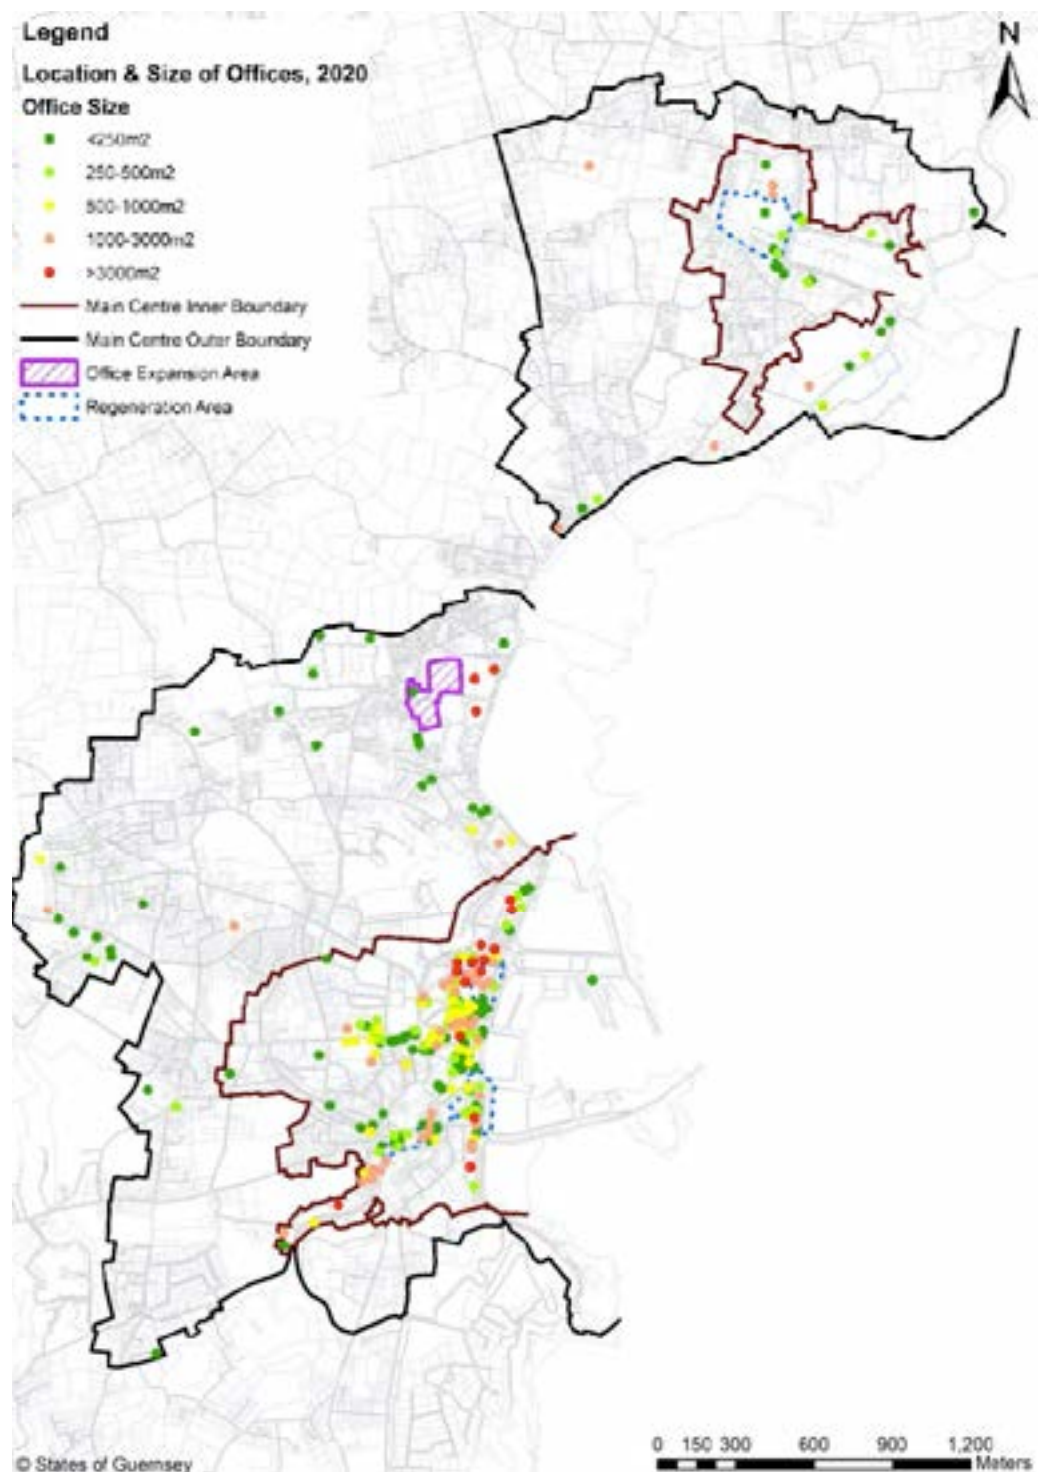 Legend
Location & Size of Offices, 2020
Office Size
<250m2
250-500m2
500-1000m2
1000-3000m2
>3000m2
Main Centre Inner Boundary
Main Centre Outer Boundary
Office Expansion Area
Regeneration Area
N
0 150 300 600 900 1,200
Meters
© States of Guernsey